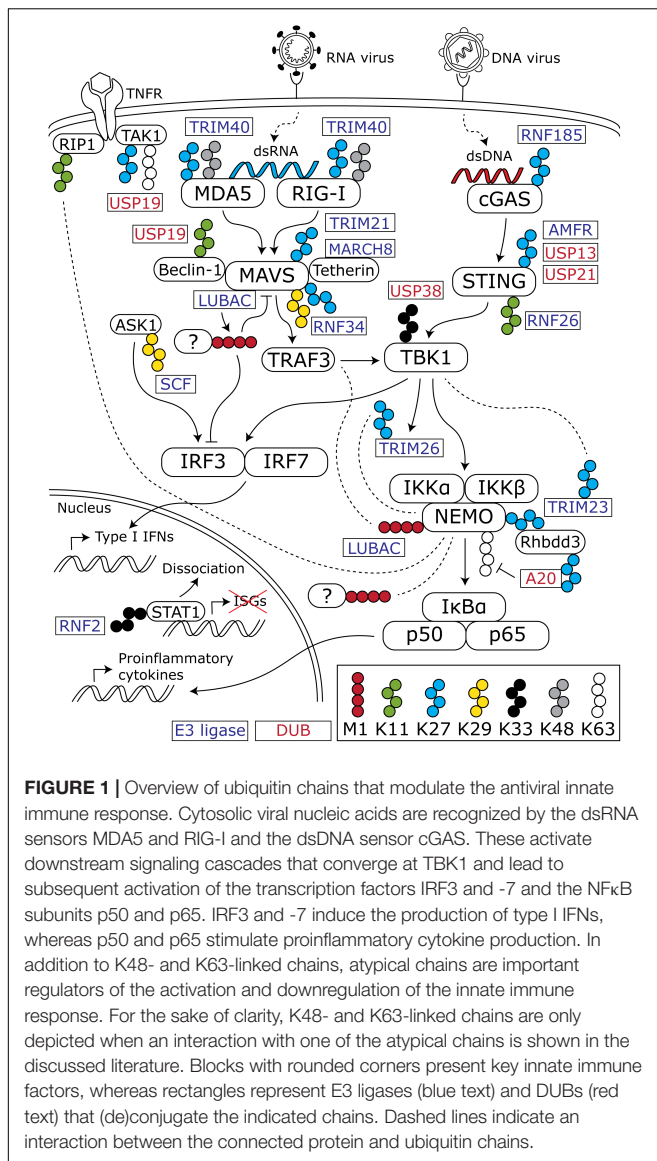 RNA virus
DNA virus
TNFR
RIP1
TAK1
TRIM40
TRIM40
RNF185
dsRNA
dsDNA
MDA5
RIG-I
cGAS
USP19
USP19
TRIM21
AMFR
MARCH8
USP13
Beclin-1
MAVS
Tetherin
STING
USP21
LUBAC
USP38
RNF34
RNF26
ASK1
?
TRAF3
TBK1
SCF
TRIM26
IRF3
IRF7
IKKα
IKKβ
TRIM23
Nucleus
NEMO
Type I IFNs
LUBAC
Rhbdd3
Dissociation
A20
?
ISGs
IκBα
RNF2
STAT1
p50
p65
Proinflammatory
cytokines
E3 ligase
DUB
M1 K11 K27 K29 K33 K48 K63
FIGURE 1 | Overview of ubiquitin chains that modulate the antiviral innate
immune response. Cytosolic viral nucleic acids are recognized by the dsRNA
sensors MDA5 and RIG-I and the dsDNA sensor cGAS. These activate
downstream signaling cascades that converge at TBK1 and lead to
subsequent activation of the transcription factors IRF3 and -7 and the NFκB
subunits p50 and p65. IRF3 and -7 induce the production of type I IFNs,
whereas p50 and p65 stimulate proinflammatory cytokine production. In
addition to K48- and K63-linked chains, atypical chains are important
regulators of the activation and downregulation of the innate immune
response. For the sake of clarity, K48- and K63-linked chains are only
depicted when an interaction with one of the atypical chains is shown in the
discussed literature. Blocks with rounded corners present key innate immune
factors, whereas rectangles represent E3 ligases (blue text) and DUBs (red
text) that (de)conjugate the indicated chains. Dashed lines indicate an
interaction between the connected protein and ubiquitin chains.